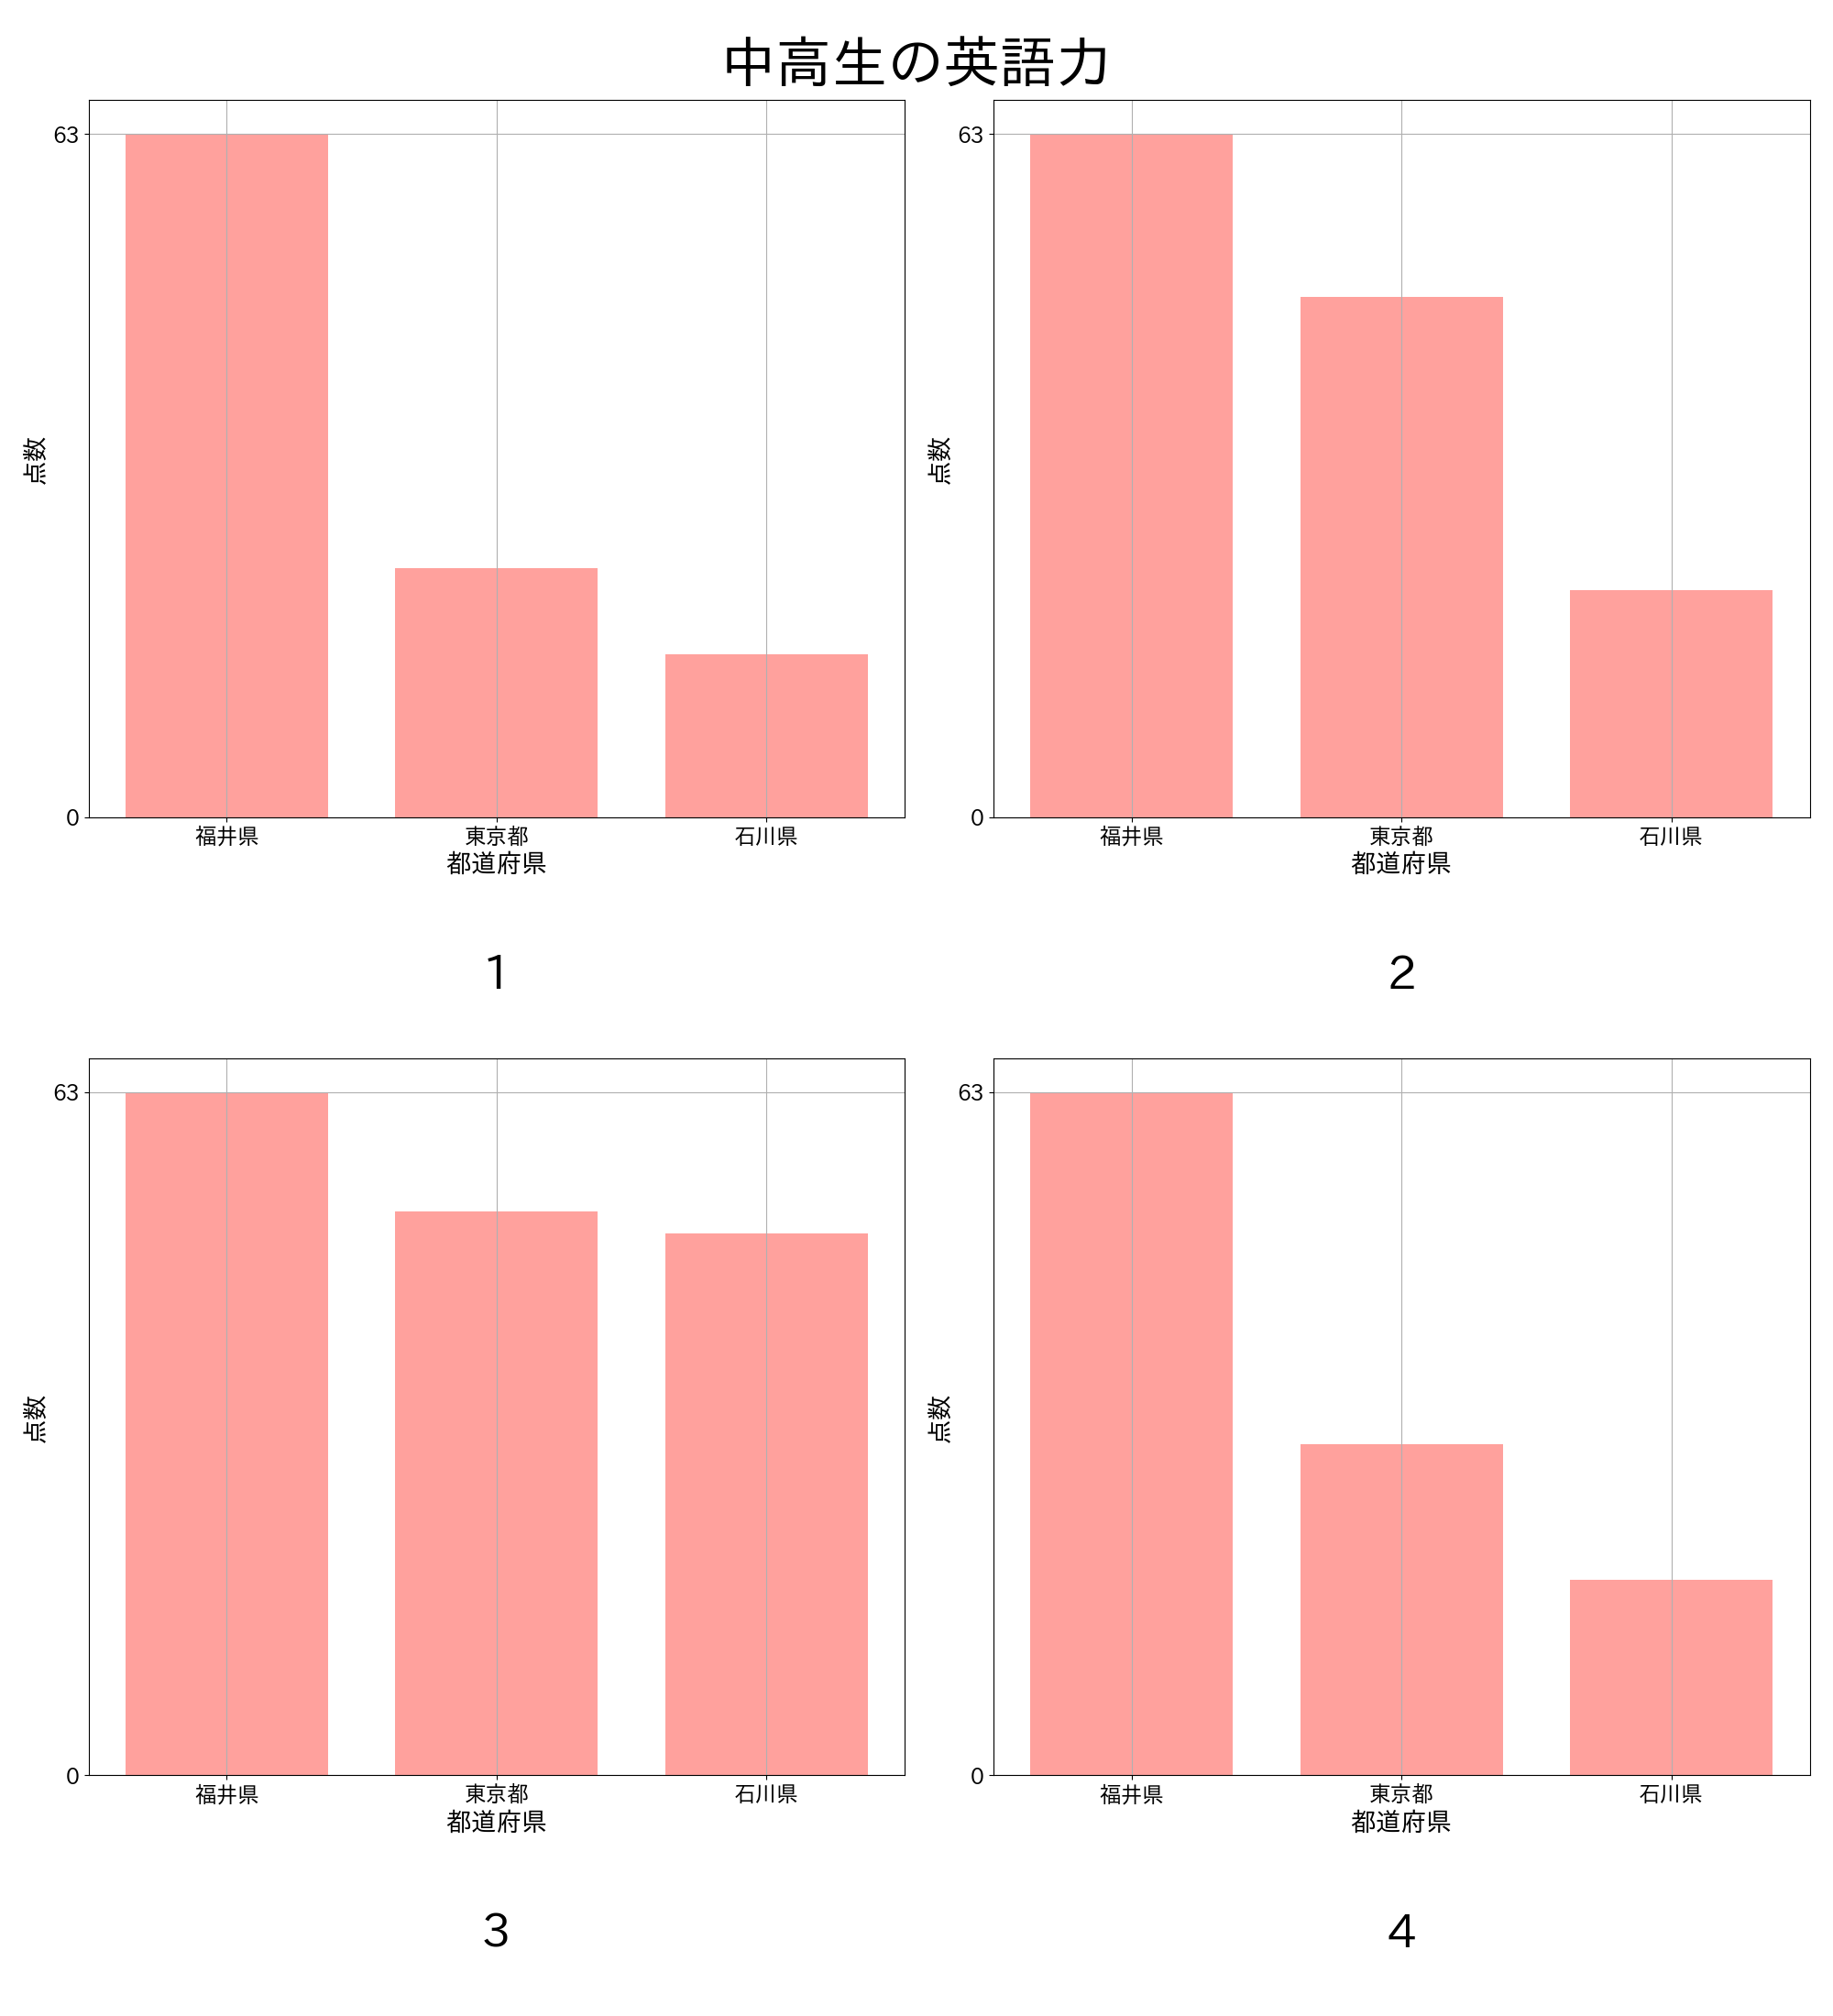 中高生の英語力
63
0
点数
福井県 東京都 石川県
都道府県
1
63
0
点数
福井県 東京都 石川県
都道府県
2
63
0
点数
福井県 東京都 石川県
都道府県
3
63
0
点数
福井県 東京都 石川県
都道府県
4